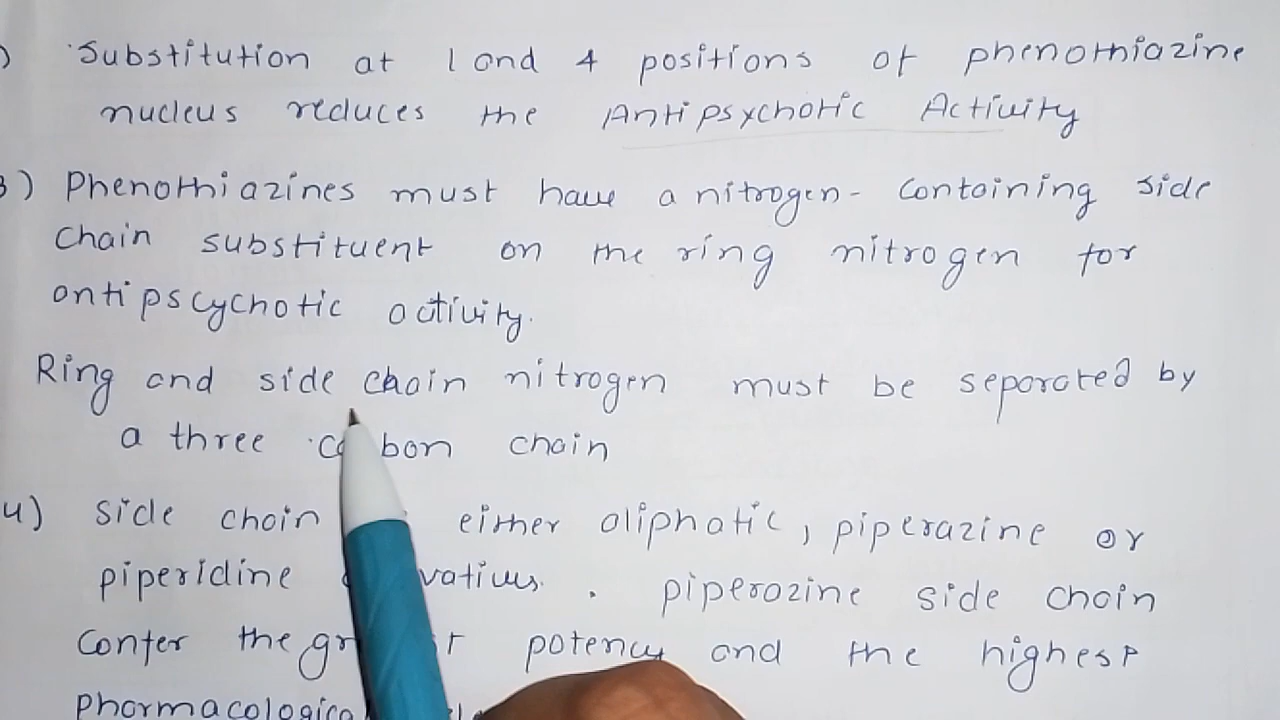 ) Substitution at 1 and 4 positions of phenothiazine
nucleus reduces the Antipsychotic Activity
3) Phenothiazines must have a nitrogen- containing side
chain substituent on the ring nitrogen for
antipscychotic activity.
Ring and side chain nitrogen must be separated by
a three carbon chain
4) side chain either aliphatic, piperazine or
piperidine . piperazine side chain
confer the potency and the highest